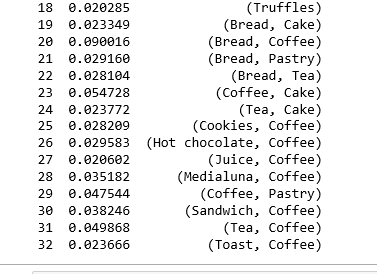 18 0.020285 (Truffles)
19 0.023349 (Bread, Cake)
20 0.090016 (Bread, Coffee)
21 0.029160 (Bread, Pastry)
22 0.028104 (Bread, Tea)
23 0.054728 (Coffee, Cake)
24 0.023772 (Tea, Cake)
25 0.028209 (Cookies, Coffee)
26 0.029583 (Hot chocolate, Coffee)
27 0.020602 (Juice, Coffee)
28 0.035182 (Medialuna, Coffee)
29 0.047544 (Coffee, Pastry)
30 0.038246 (Sandwich, Coffee)
31 0.049868 (Tea, Coffee)
32 0.023666 (Toast, Coffee)